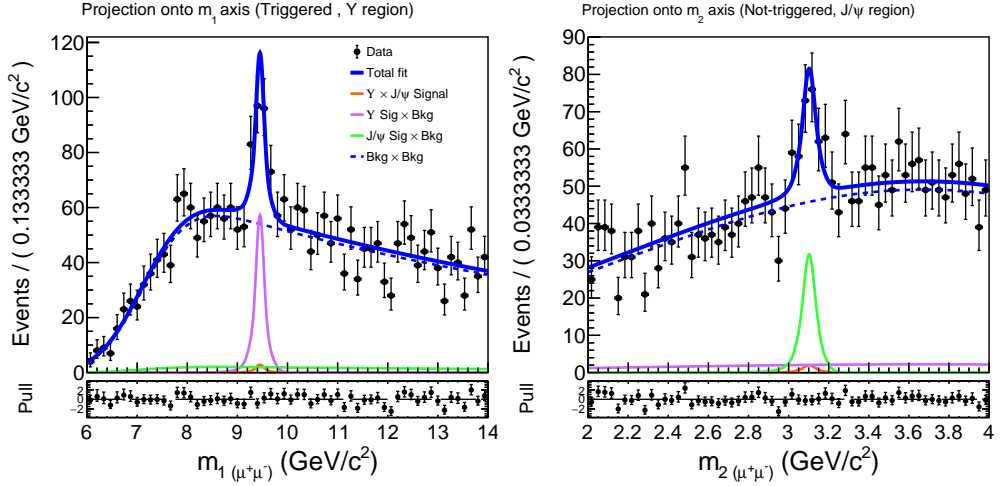 Projection onto m1 axis (Triggered , Υ region)
Events / ( 0.133333 GeV/c²)
120
100
80
60
40
20
0
Data
Total fit
Υ × J/ψ Signal
Υ Sig × Bkg
J/ψ Sig × Bkg
Bkg × Bkg
Pull
2
0
−2
6 7 8 9 10 11 12 13 14
m1 (μ⁺μ⁻) (GeV/c²)
Projection onto m2 axis (Not-triggered, J/ψ region)
Events / ( 0.0333333 GeV/c²)
90
80
70
60
50
40
30
20
10
0
Pull
2
0
−2
2 2.2 2.4 2.6 2.8 3 3.2 3.4 3.6 3.8 4
m2 (μ⁺μ⁻) (GeV/c²)